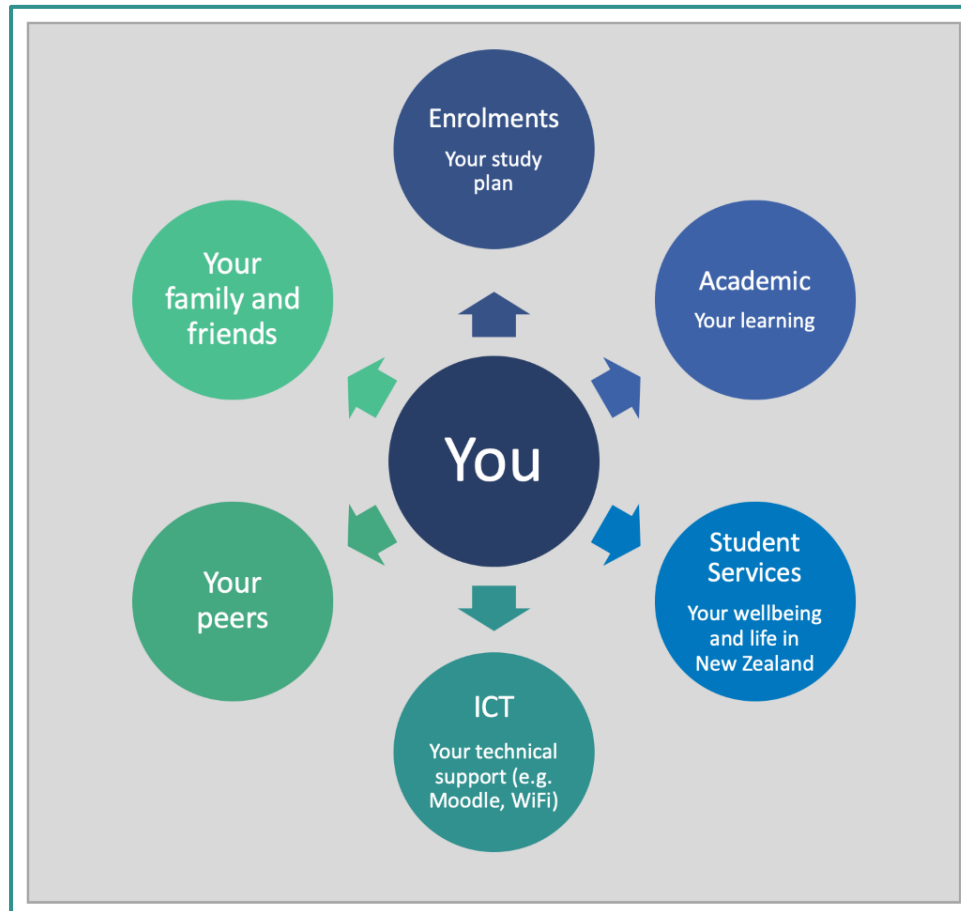 Enrolments
Your study
plan
Academic
Your learning
Student
Services
Your wellbeing
and life in
New Zealand
ICT
Your technical
support (e.g.
Moodle, WiFi)
Your
peers
Your
family and
friends
You